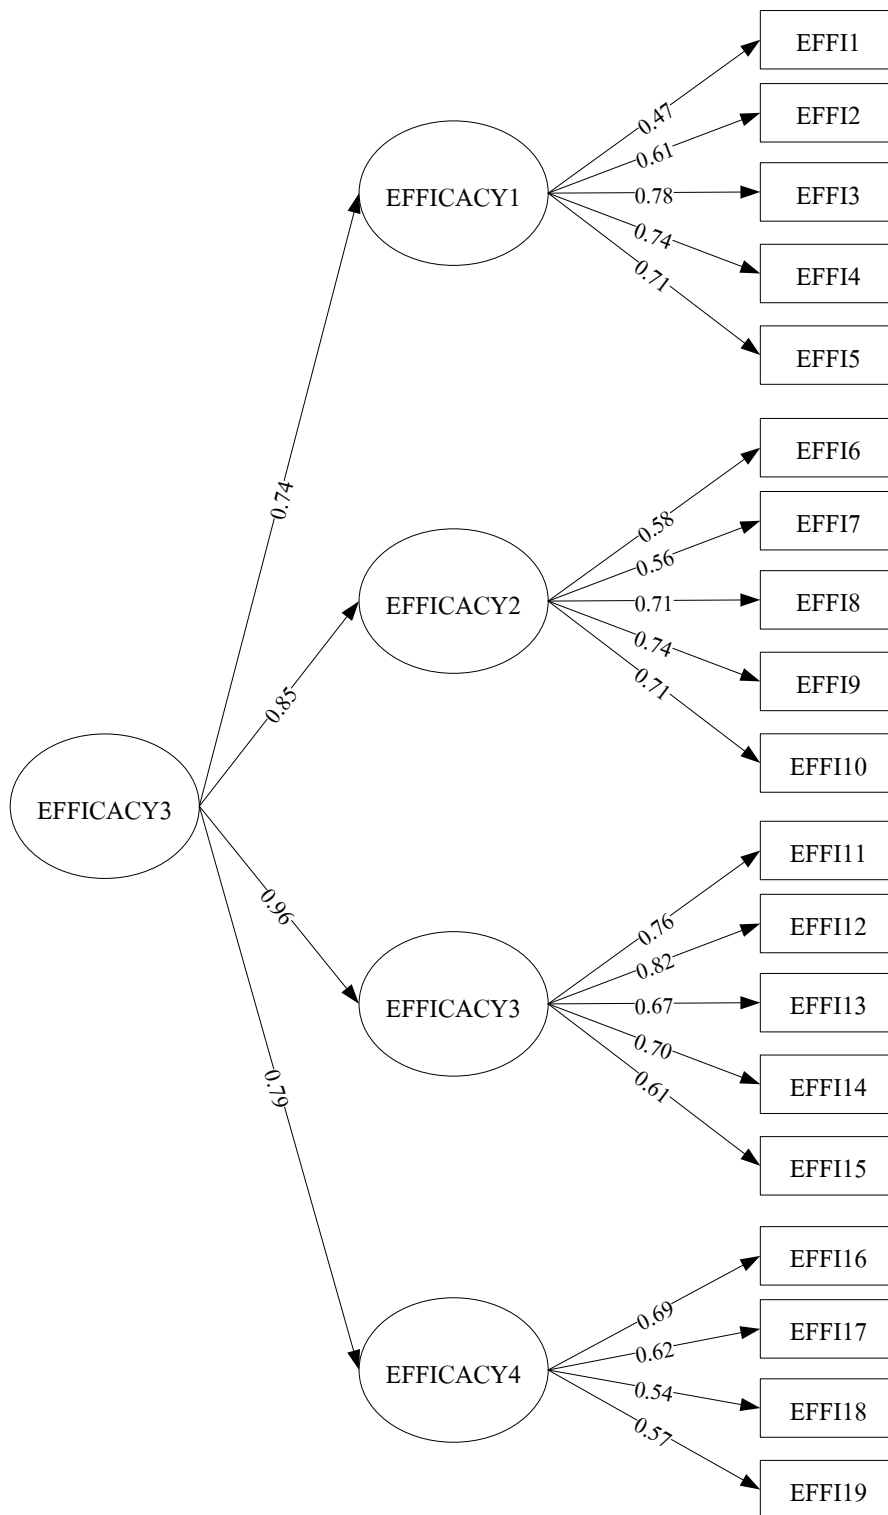 EFFICACY3
0.74
0.85
0.96
0.79
EFFICACY1
0.47
0.61
0.78
0.74
0.71
EFFI1
EFFI2
EFFI3
EFFI4
EFFI5
EFFICACY2
0.58
0.56
0.71
0.74
0.71
EFFI6
EFFI7
EFFI8
EFFI9
EFFI10
EFFICACY3
0.76
0.82
0.67
0.70
0.61
EFFI11
EFFI12
EFFI13
EFFI14
EFFI15
EFFICACY4
0.69
0.62
0.54
0.57
EFFI16
EFFI17
EFFI18
EFFI19